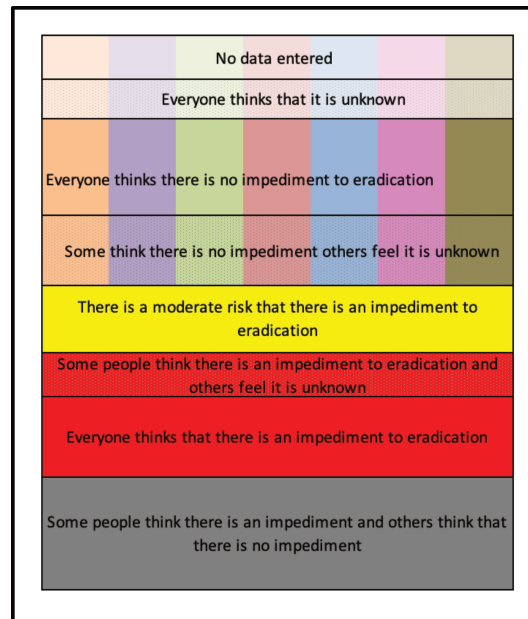 No data entered
Everyone thinks that it is unknown
Everyone thinks there is no impediment to eradication
Some think there is no impediment others feel it is unknown
There is a moderate risk that there is an impediment to
eradication
Some people think there is an impediment to eradication and
others feel it is unknown
Everyone thinks that there is an impediment to eradication
Some people think there is an impediment and others think that
there is no impediment